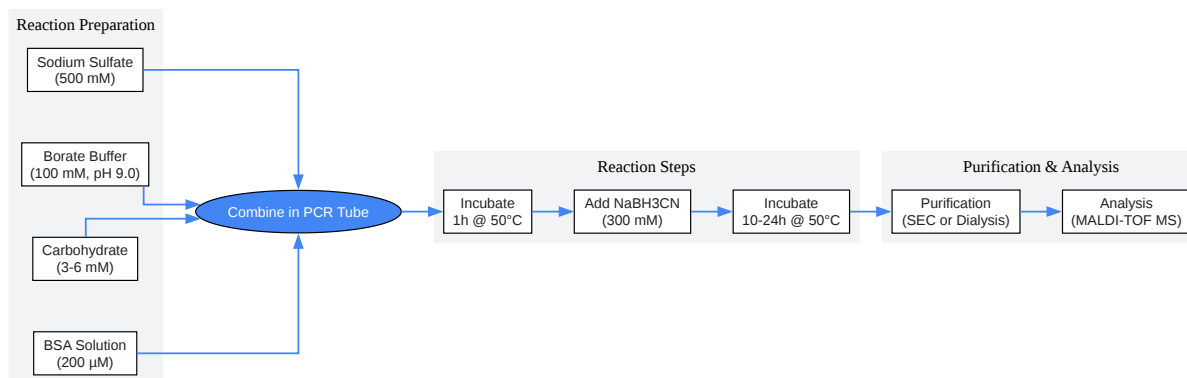 Reaction Preparation
Sodium Sulfate
(500 mM)
Borate Buffer
(100 mM, pH 9.0)
Carbohydrate
(3-6 mM)
BSA Solution
(200 µM)
Combine in PCR Tube
Reaction Steps
Incubate
1h @ 50°C
Add NaBH3CN
(300 mM)
Incubate
10-24h @ 50°C
Purification & Analysis
Purification
(SEC or Dialysis)
Analysis
(MALDI-TOF MS)